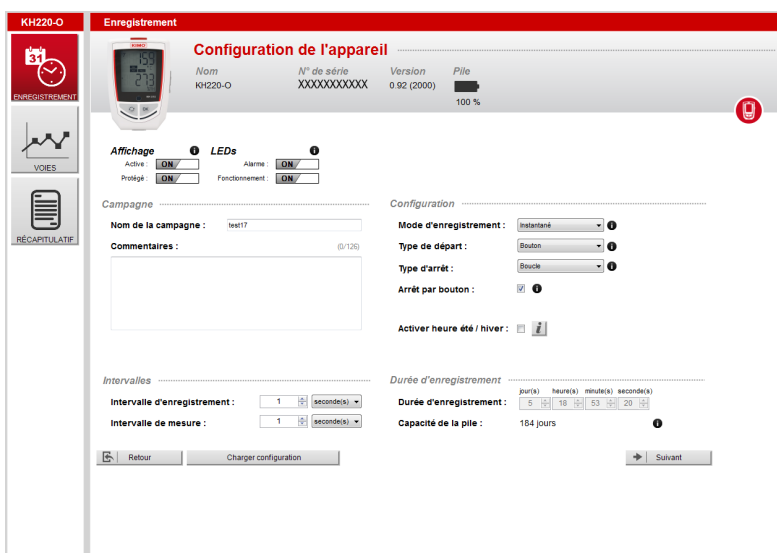 KH220-O
Enregistrement
31
ENREGISTREMENT
VOIES
RÉCAPITULATIF
KIMO
Configuration de l'appareil
Nom
N° de série
Version
Pile
KH220-O
XXXXXXXXXXX
0.92 (2000)
100 %
OK
Affichage
LEDs
Active : ON
Alarme : ON
Protégé : ON
Fonctionnement : ON
Campagne
Nom de la campagne : test17
Commentaires : (0/126)
Configuration
Mode d'enregistrement : Instantané
Type de départ : Bouton
Type d'arrêt : Boucle
Arrêt par bouton :
Activer heure été / hiver : i
Intervalles
Intervalle d'enregistrement : 1 seconde(s)
Intervalle de mesure : 1 seconde(s)
Durée d'enregistrement
jour(s) heure(s) minute(s) seconde(s)
Durée d'enregistrement : 5 18 53 20
Capacité de la pile : 184 jours
Retour
Charger configuration
Suivant